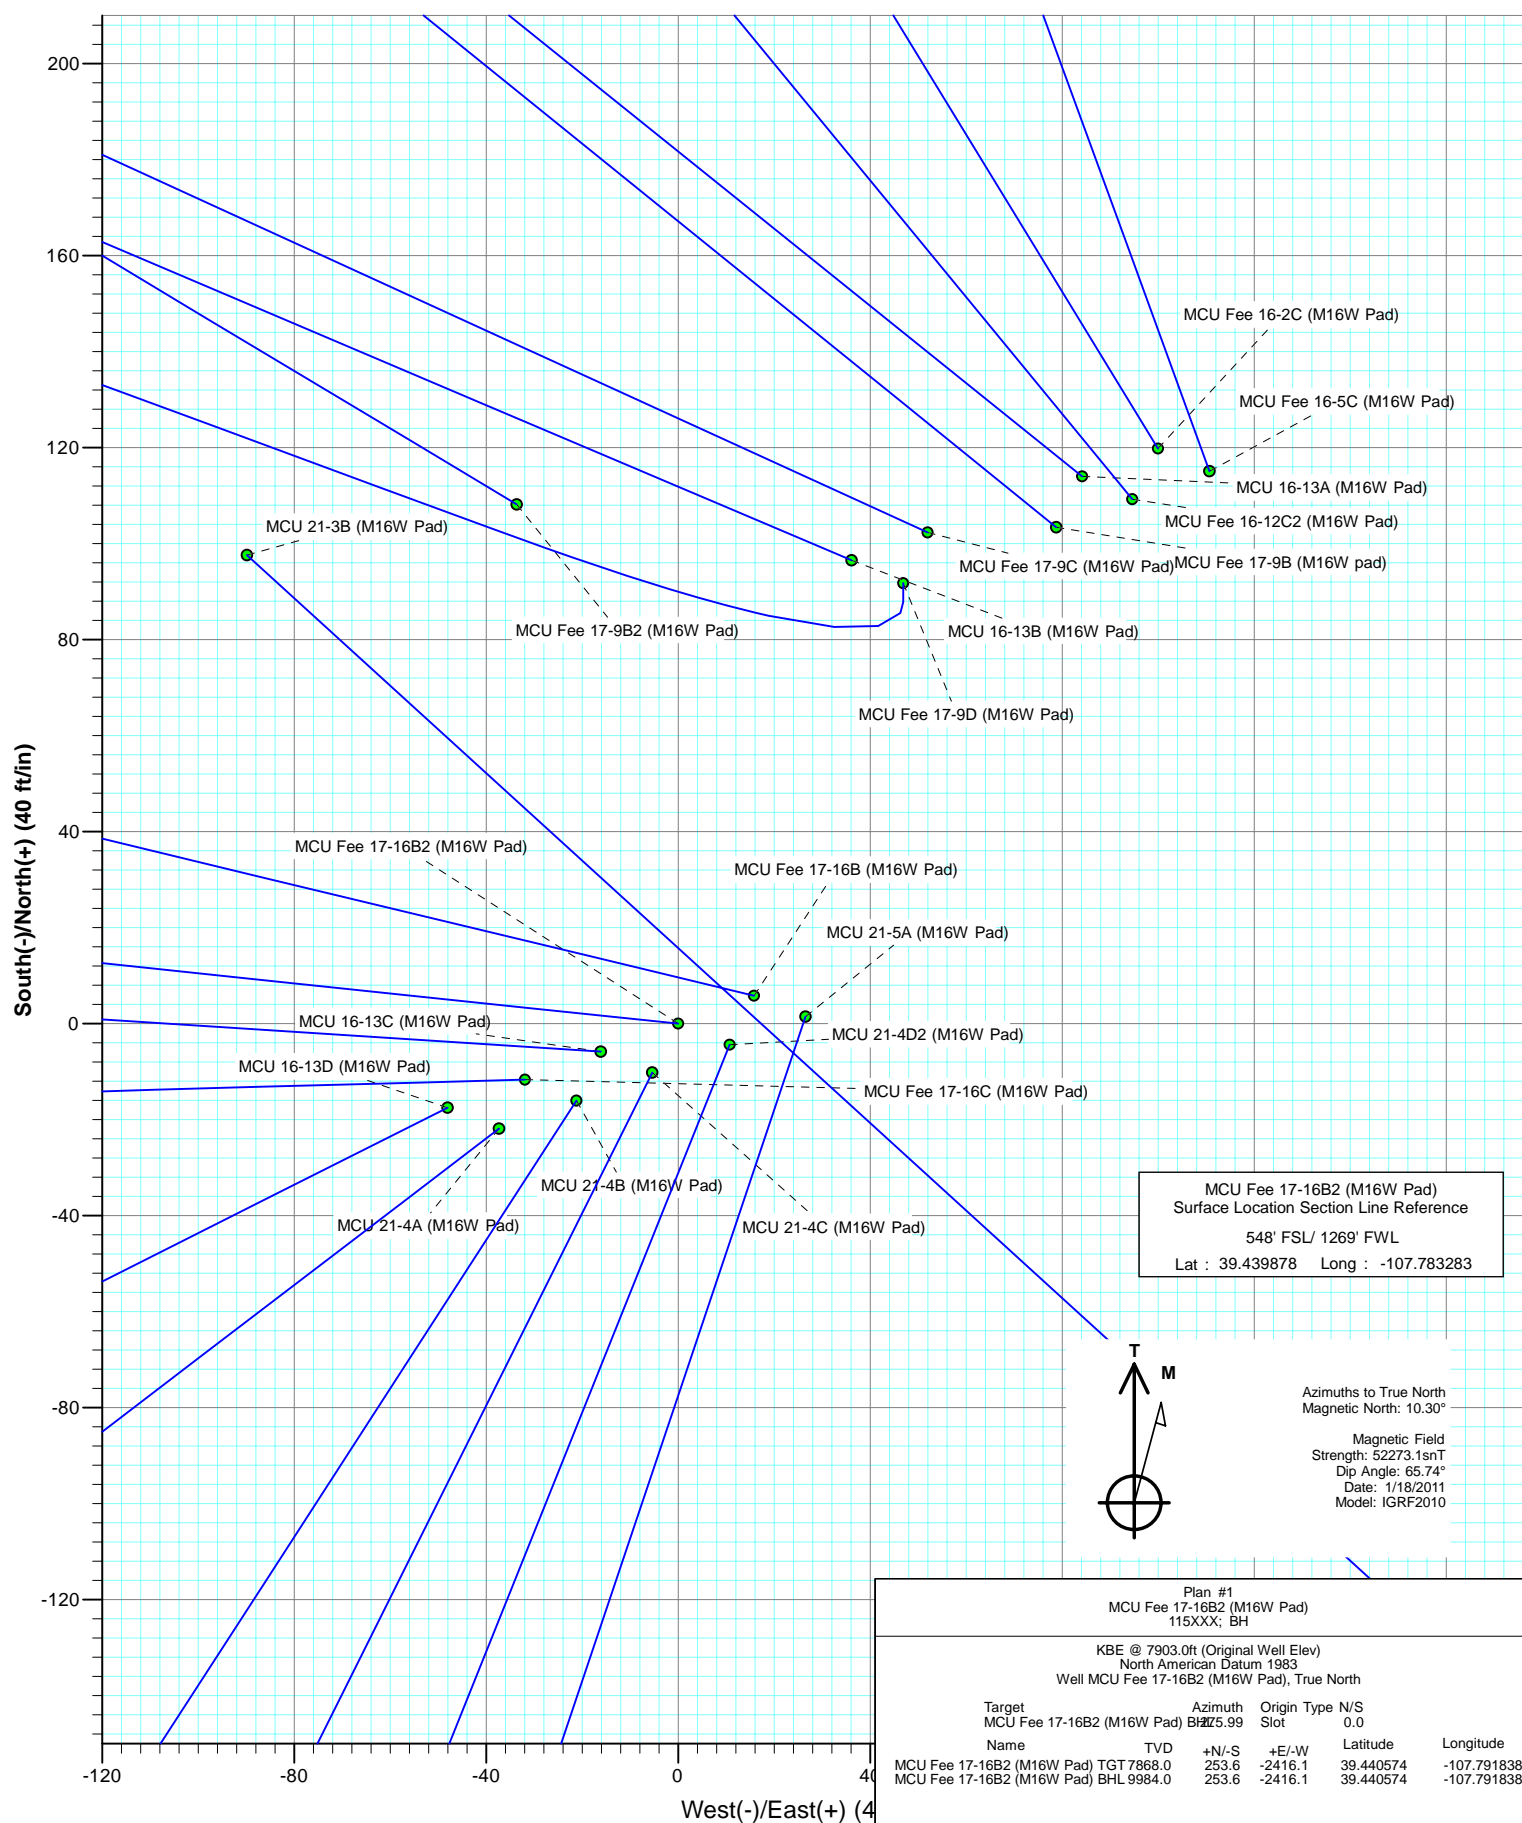 200
160
120
80
40
0
-40
-80
-120
South(-)/North(+) (40 ft/in)
MCU Fee 16-2C (M16W Pad)
MCU Fee 16-5C (M16W Pad)
MCU 16-13A (M16W Pad)
MCU Fee 16-12C2 (M16W Pad)
MCU 21-3B (M16W Pad)
MCU Fee 17-9C (M16W Pad)
MCU Fee 17-9B (M16W pad)
MCU Fee 17-9B2 (M16W Pad)
MCU 16-13B (M16W Pad)
MCU Fee 17-9D (M16W Pad)
MCU Fee 17-16B2 (M16W Pad)
MCU Fee 17-16B (M16W Pad)
MCU 21-5A (M16W Pad)
MCU 16-13C (M16W Pad)
MCU 21-4D2 (M16W Pad)
MCU 16-13D (M16W Pad)
MCU Fee 17-16C (M16W Pad)
MCU 21-4B (M16W Pad)
MCU 21-4A (M16W Pad)
MCU 21-4C (M16W Pad)
MCU Fee 17-16B2 (M16W Pad)
Surface Location Section Line Reference
548' FSL/ 1269' FWL
Lat : 39.439878 Long : -107.783283
T
M
Azimuths to True North
Magnetic North: 10.30°
Magnetic Field
Strength: 52273.1snT
Dip Angle: 65.74°
Date: 1/18/2011
Model: IGRF2010
Plan #1
MCU Fee 17-16B2 (M16W Pad)
115XXX; BH
KBE @ 7903.0ft (Original Well Elev)
North American Datum 1983
Well MCU Fee 17-16B2 (M16W Pad), True North
Target Azimuth Origin Type N/S
MCU Fee 17-16B2 (M16W Pad) BHL 275.99 Slot 0.0
Name TVD +N/-S +E/-W Latitude Longitude
MCU Fee 17-16B2 (M16W Pad) TGT 7868.0 253.6 -2416.1 39.440574 -107.791838
MCU Fee 17-16B2 (M16W Pad) BHL 9984.0 253.6 -2416.1 39.440574 -107.791838
-120 -80 -40 0 40
West(-)/East(+) (4